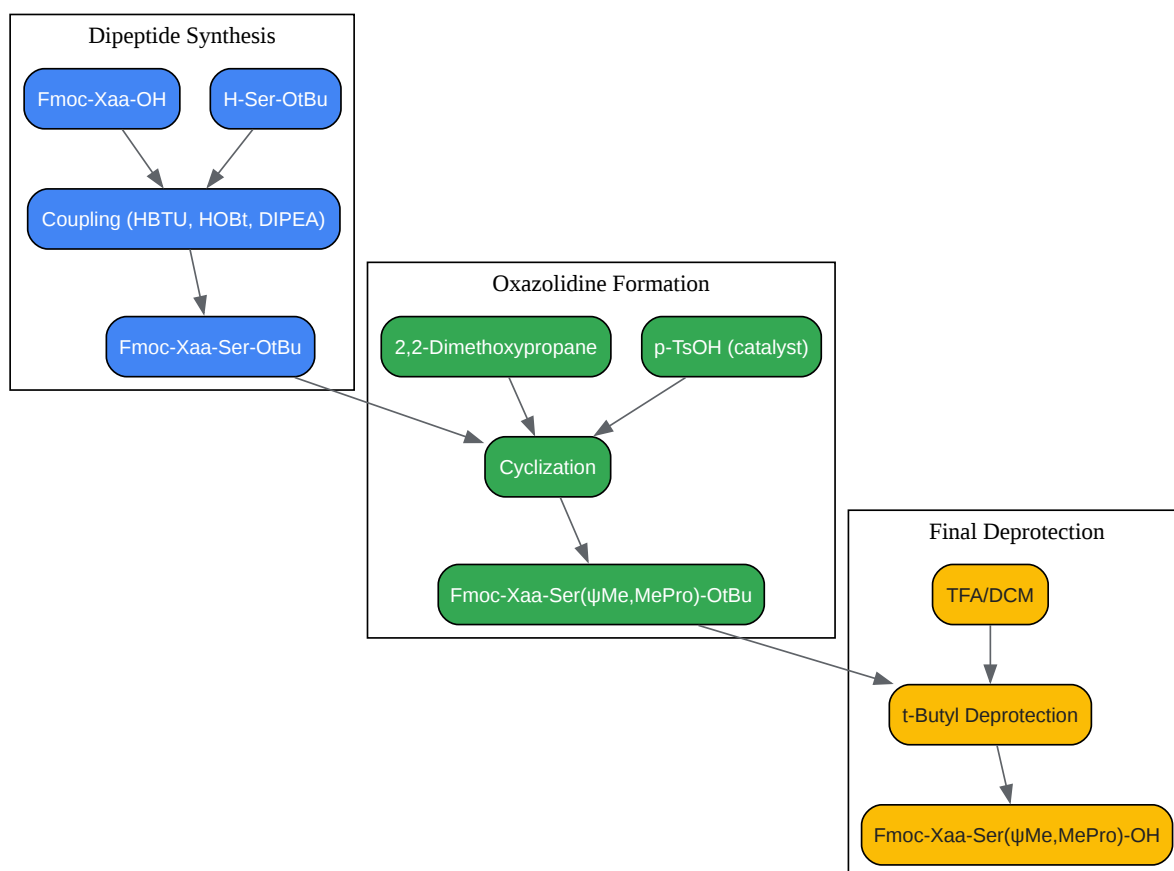 Dipeptide Synthesis
Fmoc-Xaa-OH
H-Ser-OtBu
Coupling (HBTU, HOBt, DIPEA)
Fmoc-Xaa-Ser-OtBu
Oxazolidine Formation
2,2-Dimethoxypropane
p-TsOH (catalyst)
Cyclization
Fmoc-Xaa-Ser(ψMe,MePro)-OtBu
Final Deprotection
TFA/DCM
t-Butyl Deprotection
Fmoc-Xaa-Ser(ψMe,MePro)-OH